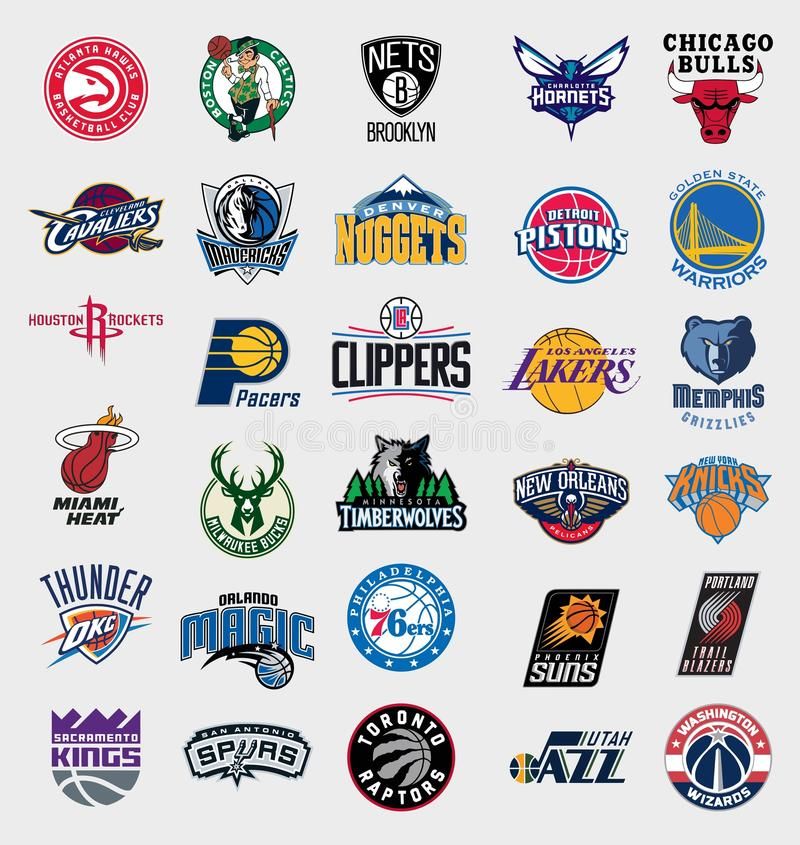 ATLANTA HAWKS
BASKETBALL CLUB
BOSTON
CELTICS
NETS
B
BROOKLYN
CHARLOTTE
HORNETS
CHICAGO
BULLS
CLEVELAND
CAVALIERS
DALLAS
MAVERICKS
DENVER
NUGGETS
DETROIT
PISTONS
GOLDEN STATE
WARRIORS
HOUSTON R ROCKETS
Pacers
LA
CLIPPERS
LOS ANGELES
LAKERS
MEMPHIS
GRIZZLIES
MIAMI
HEAT
MILWAUKEE BUCKS
MINNESOTA
TIMBERWOLVES
NEW ORLEANS
PELICANS
NEW YORK
KNICKS
THUNDER
OKC
ORLANDO
MAGIC
PHILADELPHIA
76ers
PHOENIX
SUNS
PORTLAND
TRAIL
BLAZERS
SACRAMENTO
KINGS
SAN ANTONIO
SPURS
TORONTO
RAPTORS
UTAH
JAZZ
WASHINGTON
WIZARDS
dreamstime.com